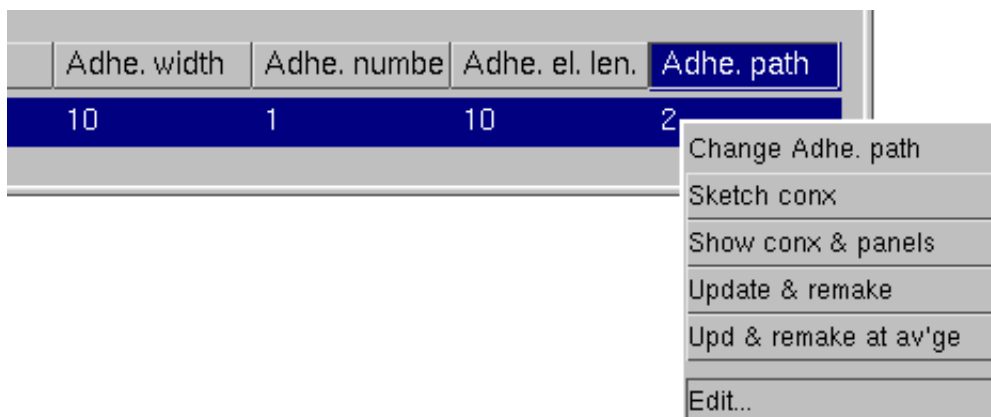 Adhe. width Adhe. numbe Adhe. el. len. Adhe. path
10 1 10 2
Change Adhe. path
Sketch conx
Show conx & panels
Update & remake
Upd & remake at av'ge
Edit...